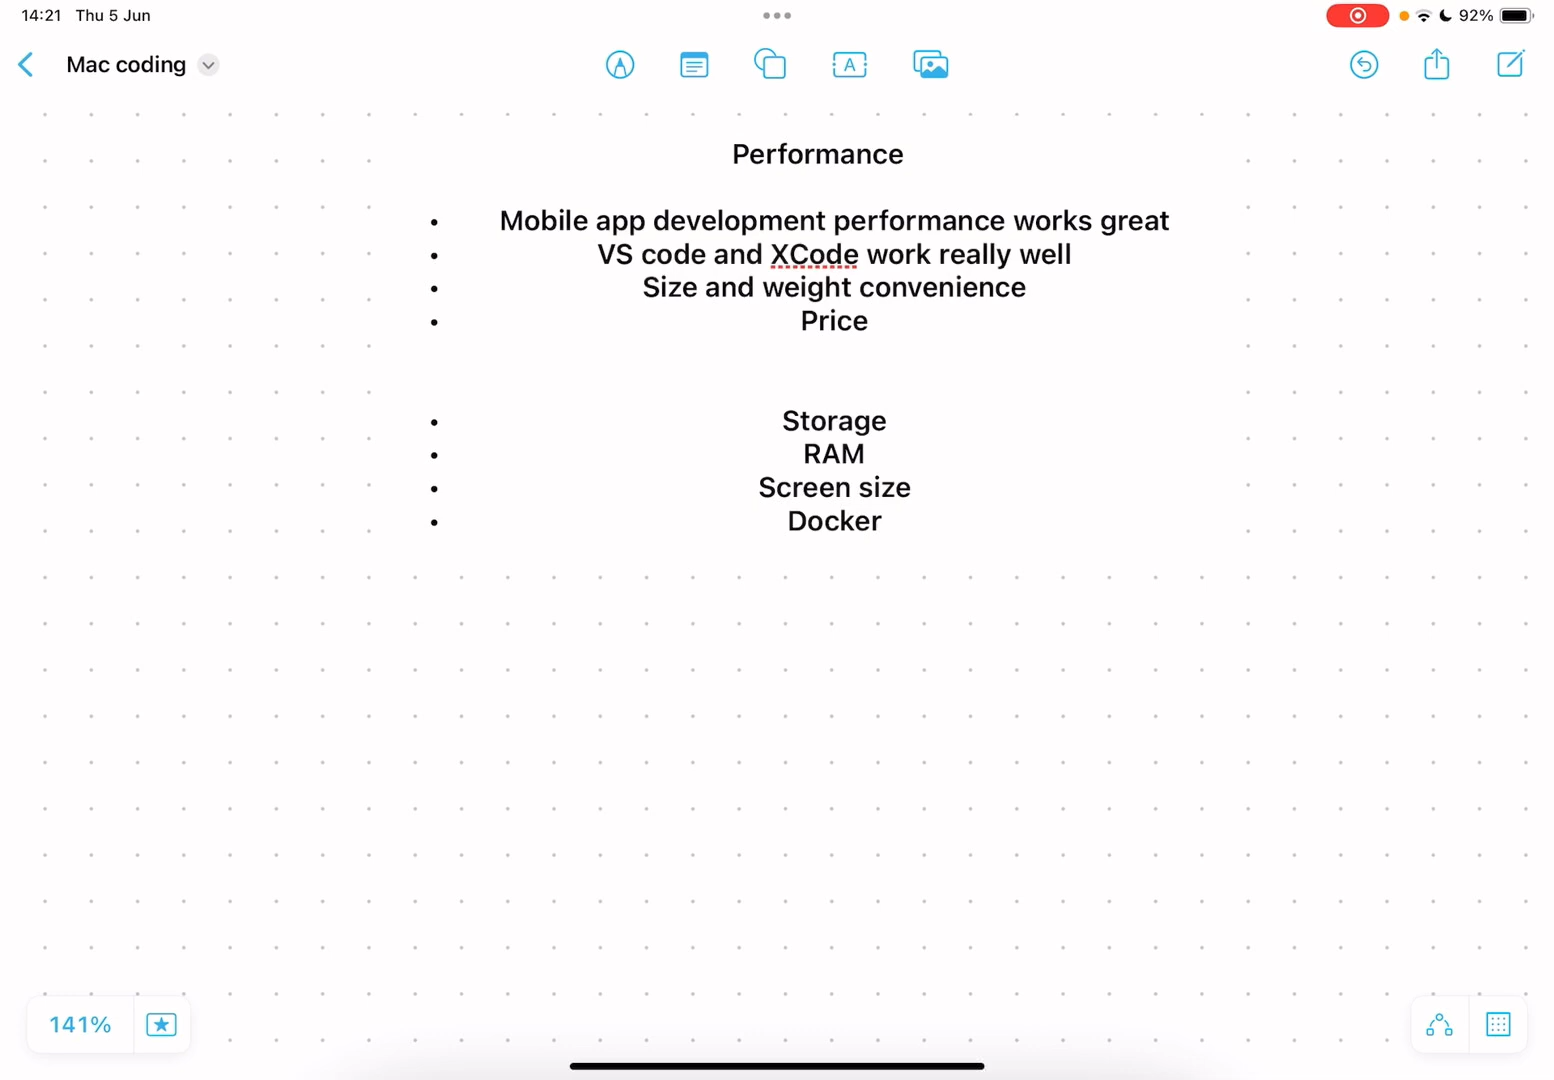 14:21 Thu 5 Jun
92%
Mac coding
A
Performance
• Mobile app development performance works great
• VS code and XCode work really well
• Size and weight convenience
• Price
• Storage
• RAM
• Screen size
• Docker
141%